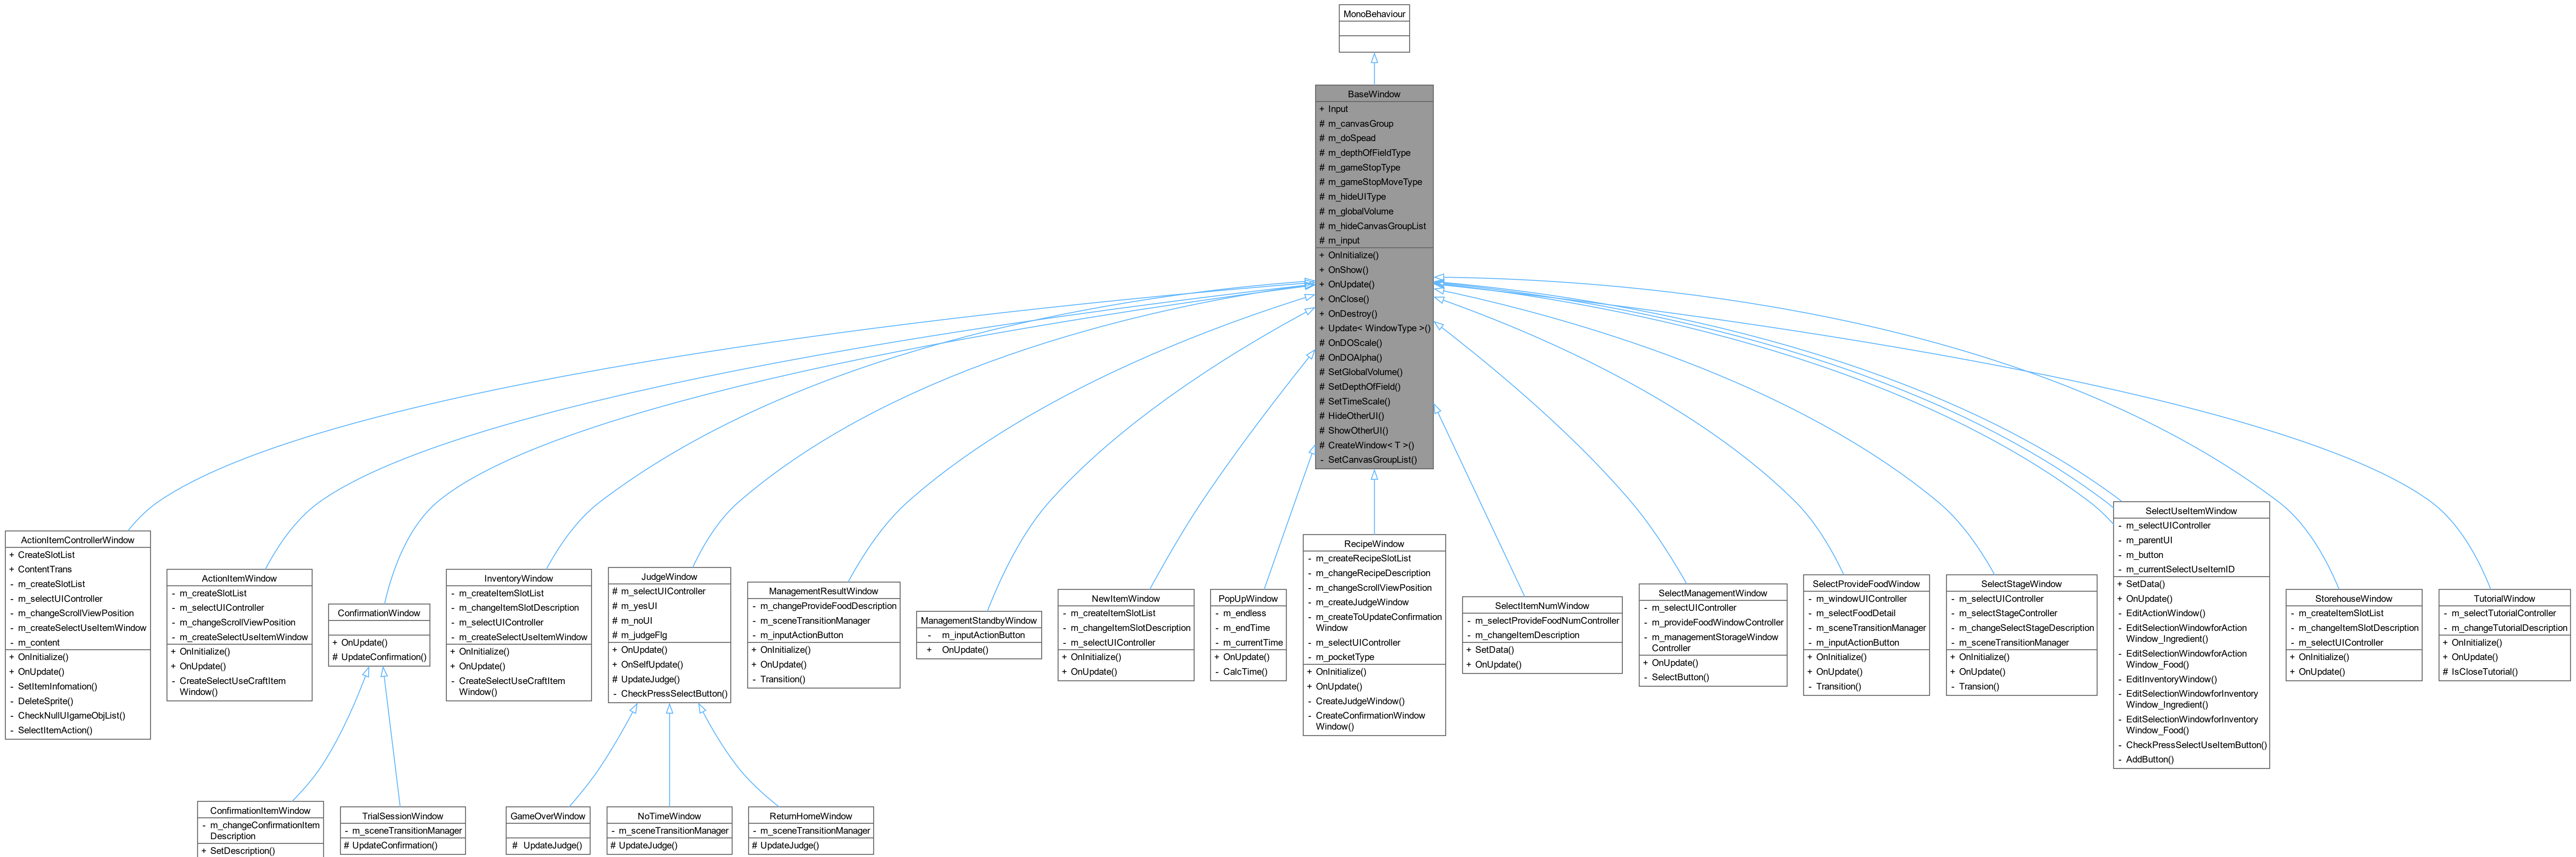 MonoBehaviour
BaseWindow
+ Input
# m_canvasGroup
# m_doSpead
# m_depthOfFieldType
# m_gameStopType
# m_gameStopMoveType
# m_hideUIType
# m_globalVolume
# m_hideCanvasGroupList
# m_input
+ OnInitialize()
+ OnShow()
+ OnUpdate()
+ OnClose()
+ OnDestroy()
+ Update< WindowType >()
# OnDOScale()
# OnDOAlpha()
# SetGlobalVolume()
# SetDepthOfField()
# SetTimeScale()
# HideOtherUI()
# ShowOtherUI()
# CreateWindow< T >()
- SetCanvasGroupList()
ActionItemControllerWindow
+ CreateSlotList
+ ContentTrans
- m_createSlotList
- m_selectUIController
- m_changeScrollViewPosition
- m_createSelectUseItemWindow
- m_content
+ OnInitialize()
+ OnUpdate()
- SetItemInfomation()
- DeleteSprite()
- CheckNullUIgameObjList()
- SelectItemAction()
ActionItemWindow
- m_createSlotList
- m_selectUIController
- m_changeScrollViewPosition
- m_createSelectUseItemWindow
+ OnInitialize()
+ OnUpdate()
- CreateSelectUseCraftItem
Window()
ConfirmationWindow
+ OnUpdate()
# UpdateConfirmation()
InventoryWindow
- m_createItemSlotList
- m_changeItemSlotDescription
- m_selectUIController
- m_createSelectUseItemWindow
+ OnInitialize()
+ OnUpdate()
- CreateSelectUseCraftItem
Window()
JudgeWindow
# m_selectUIController
# m_yesUI
# m_noUI
# m_judgeFlg
+ OnUpdate()
+ OnSelfUpdate()
# UpdateJudge()
- CheckPressSelectButton()
ManagementResultWindow
- m_changeProvideFoodDescription
- m_sceneTransitionManager
- m_inputActionButton
+ OnInitialize()
+ OnUpdate()
- Transition()
ManagementStandbyWindow
- m_inputActionButton
+ OnUpdate()
NewItemWindow
- m_createItemSlotList
- m_changeItemSlotDescription
- m_selectUIController
+ OnInitialize()
+ OnUpdate()
PopUpWindow
- m_endless
- m_endTime
- m_currentTime
+ OnUpdate()
- CalcTime()
RecipeWindow
- m_createRecipeSlotList
- m_changeRecipeDescription
- m_changeScrollViewPosition
- m_createJudgeWindow
- m_createToUpdateConfirmation
Window
- m_selectUIController
- m_pocketType
+ OnInitialize()
+ OnUpdate()
- CreateJudgeWindow()
- CreateConfirmationWindow
Window()
SelectItemNumWindow
- m_selectProvideFoodNumController
- m_changeItemDescription
+ SetData()
+ OnUpdate()
SelectManagementWindow
- m_selectUIController
- m_provideFoodWindowController
- m_managementStorageWindow
Controller
+ OnUpdate()
- SelectButton()
SelectProvideFoodWindow
- m_windowUIController
- m_selectFoodDetail
- m_sceneTransitionManager
- m_inputActionButton
+ OnInitialize()
+ OnUpdate()
- Transition()
SelectStageWindow
- m_selectUIController
- m_selectStageController
- m_changeSelectStageDescription
- m_sceneTransitionManager
+ OnInitialize()
+ OnUpdate()
- Transion()
SelectUseItemWindow
- m_selectUIController
- m_parentUI
- m_button
- m_currentSelectUseItemID
+ SetData()
+ OnUpdate()
- EditActionWindow()
- EditSelectionWindowforAction
Window_Ingredient()
- EditSelectionWindowforAction
Window_Food()
- EditInventoryWindow()
- EditSelectionWindowforInventory
Window_Ingredient()
- EditSelectionWindowforInventory
Window_Food()
- CheckPressSelectUseItemButton()
- AddButton()
StorehouseWindow
- m_createItemSlotList
- m_changeItemSlotDescription
- m_selectUIController
+ OnInitialize()
+ OnUpdate()
TutorialWindow
- m_selectTutorialController
- m_changeTutorialDescription
+ OnInitialize()
+ OnUpdate()
# IsCloseTutorial()
ConfirmationItemWindow
- m_changeConfirmationItem
Description
+ SetDescription()
TrialSessionWindow
- m_sceneTransitionManager
# UpdateConfirmation()
GameOverWindow
# UpdateJudge()
NoTimeWindow
- m_sceneTransitionManager
# UpdateJudge()
ReturnHomeWindow
- m_sceneTransitionManager
# UpdateJudge()